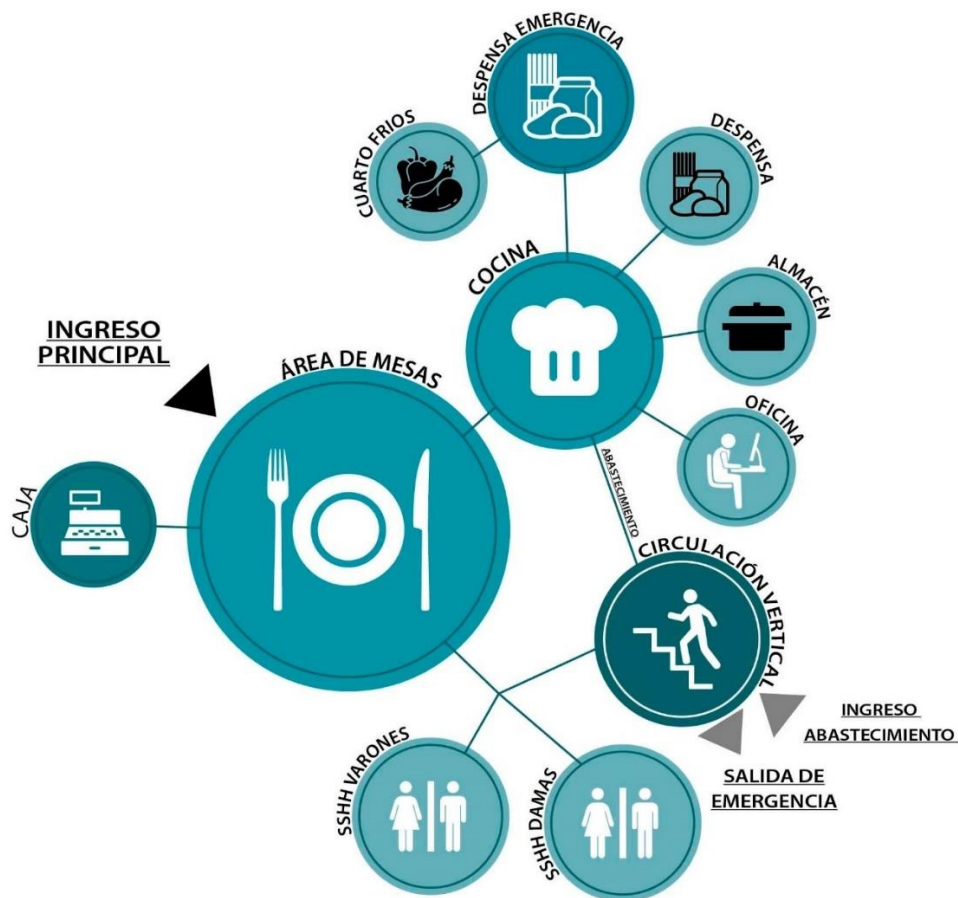 DESPENSA EMERGENCIA
CUARTO FRIOS
DESPENSA
COCINA
ALMACÉN
INGRESO
PRINCIPAL
ÁREA DE MESAS
OFICINA
CAJA
ABASTECIMIENTO
CIRCULACIÓN VERTICAL
INGRESO
ABASTECIMIENTO
SALIDA DE
EMERGENCIA
SSHH VARONES
SSHH DAMAS